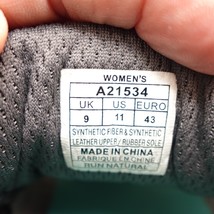 WOMEN'S
A21534
UK US EURO
9 11 43
SYNTHETIC FIBER & SYNTHETIC
LEATHER UPPER/ RUBBER SOLE
MADE IN CHINA
FABRIQUE EN CHINE
RUN NATURAL